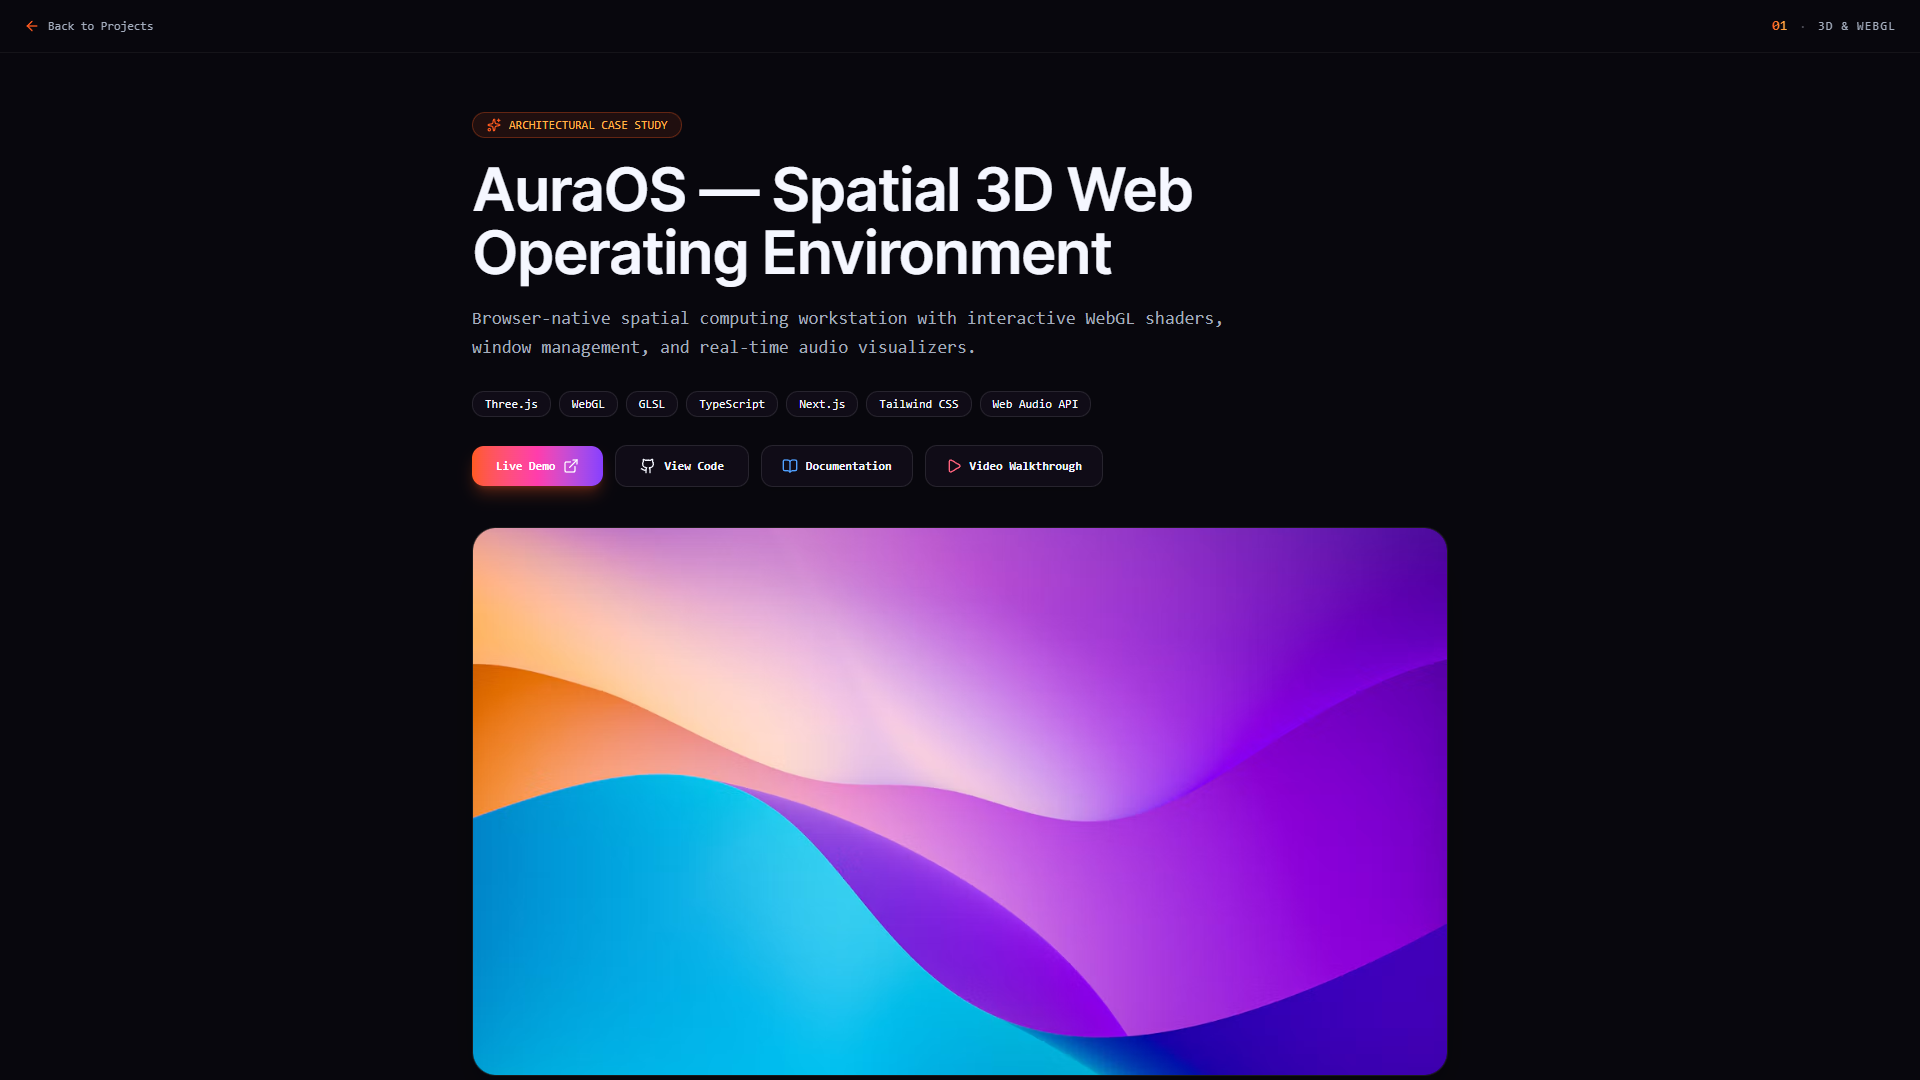 Back to Projects
01 · 3D & WEBGL
ARCHITECTURAL CASE STUDY
AuraOS — Spatial 3D Web
Operating Environment
Browser-native spatial computing workstation with interactive WebGL shaders,
window management, and real-time audio visualizers.
Three.js WebGL GLSL TypeScript Next.js Tailwind CSS Web Audio API
Live Demo View Code Documentation Video Walkthrough